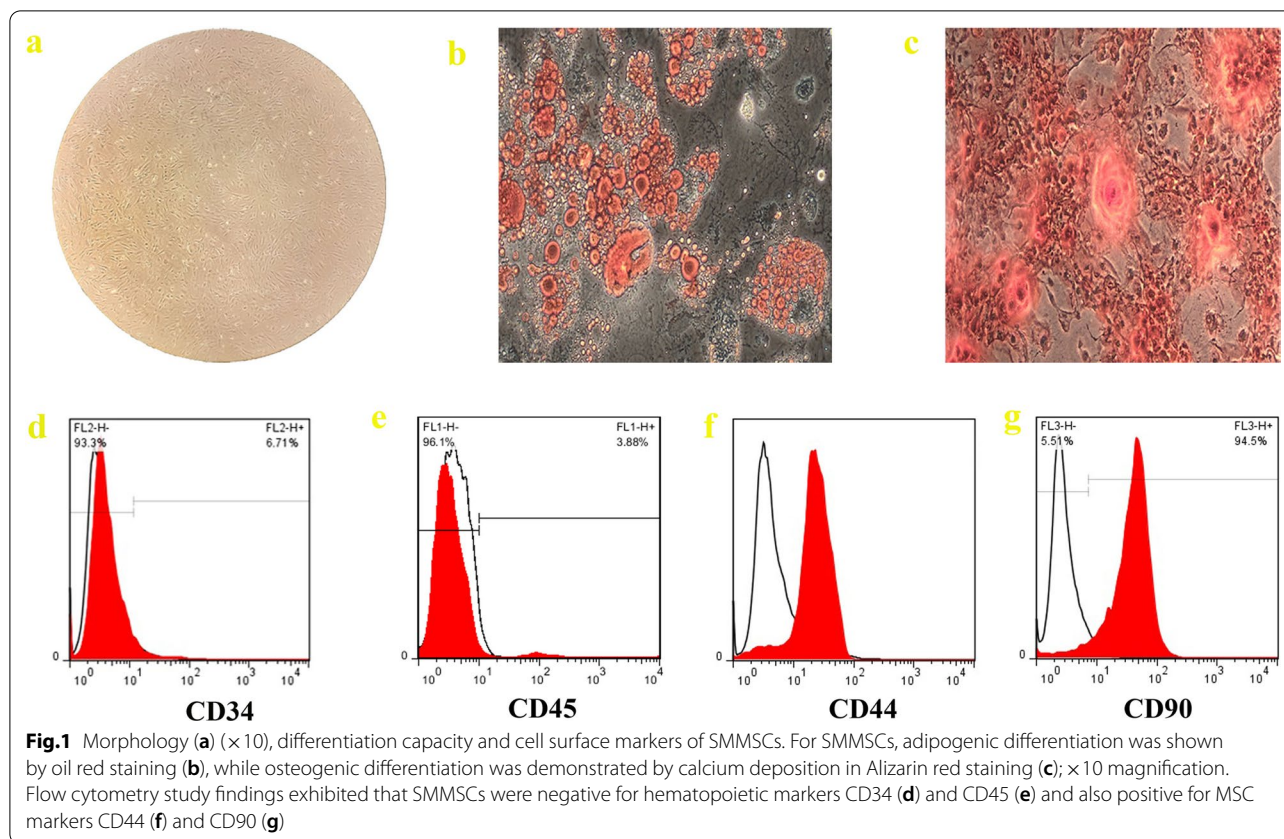 a
b
c
d
FL2-H-
93.3%
FL2-H+
6.71%
0
10^0 10^1 10^2 10^3 10^4
CD34
e
FL1-H-
96.1%
FL1-H+
3.88%
0
10^0 10^1 10^2 10^3 10^4
CD45
f
0
10^0 10^1 10^2 10^3 10^4
CD44
g
FL3-H-
5.51%
FL3-H+
94.5%
0
10^0 10^1 10^2 10^3 10^4
CD90
Fig.1 Morphology (a) (×10), differentiation capacity and cell surface markers of SMMSCs. For SMMSCs, adipogenic differentiation was shown
by oil red staining (b), while osteogenic differentiation was demonstrated by calcium deposition in Alizarin red staining (c); ×10 magnification.
Flow cytometry study findings exhibited that SMMSCs were negative for hematopoietic markers CD34 (d) and CD45 (e) and also positive for MSC
markers CD44 (f) and CD90 (g)